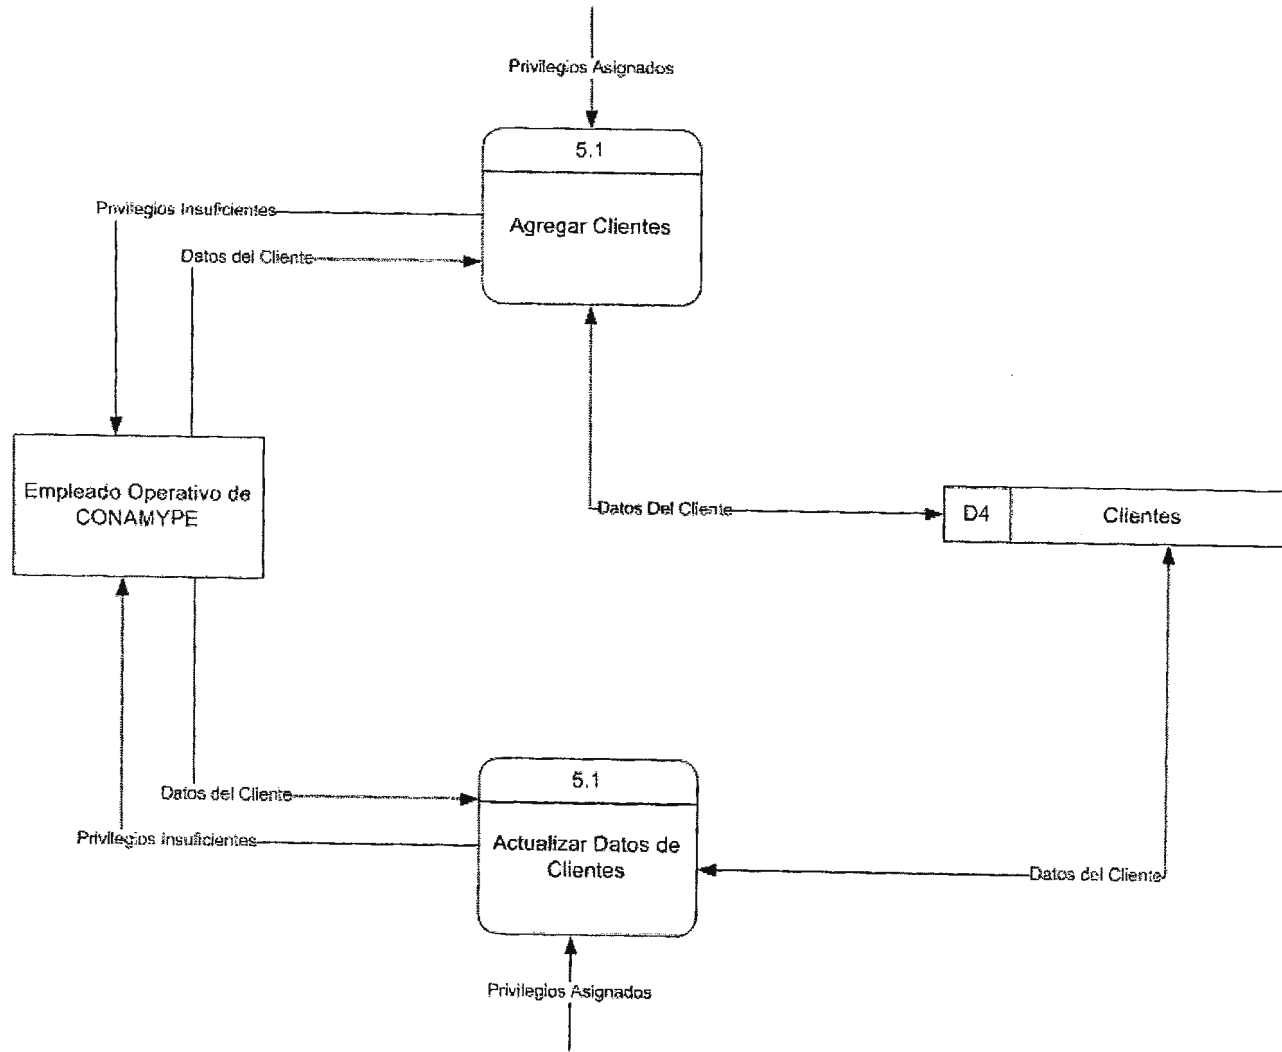 Privilegios Asignados
5.1
Agregar Clientes
Privilegios Insuficientes
Datos del Cliente
Empleado Operativo de
CONAMYPE
Datos Del Cliente
D4
Clientes
5.1
Actualizar Datos de
Clientes
Datos del Cliente
Privilegios Insuficientes
Datos del Cliente
Privilegios Asignados